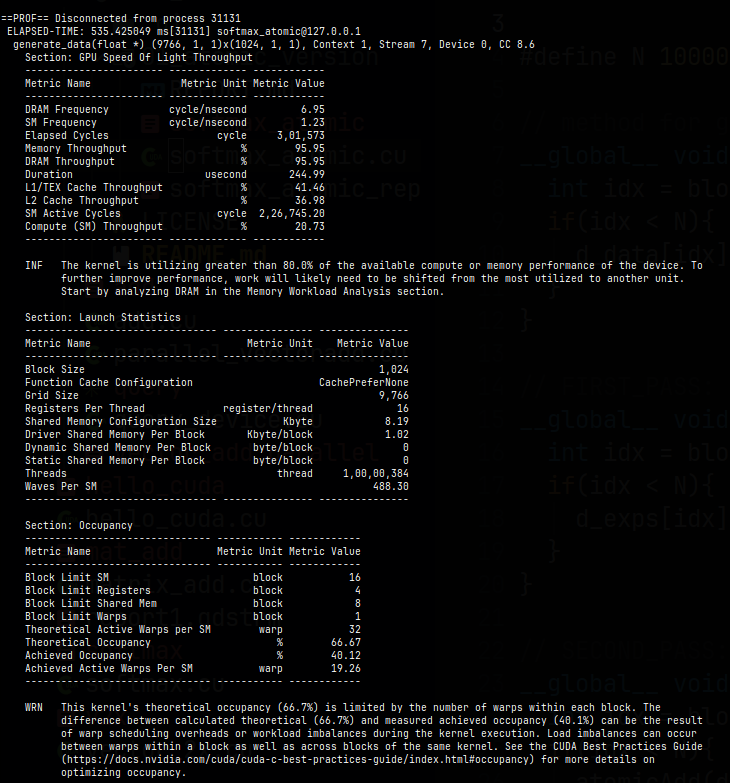 ==PROF== Disconnected from process 31131
ELAPSED-TIME: 535.425049 ms[31131] softmax_atomic@127.0.0.1
generate_data(float *) (9766, 1, 1)x(1024, 1, 1), Context 1, Stream 7, Device 0, CC 8.6
Section: GPU Speed Of Light Throughput
----------------------- ----------- ------------
Metric Name Metric Unit Metric Value
----------------------- ----------- ------------
DRAM Frequency cycle/nsecond 6.95
SM Frequency cycle/nsecond 1.23
Elapsed Cycles cycle 3,01,573
Memory Throughput % 95.95
DRAM Throughput % 95.95
Duration usecond 244.99
L1/TEX Cache Throughput % 41.46
L2 Cache Throughput % 36.98
SM Active Cycles cycle 2,26,745.20
Compute (SM) Throughput % 20.73
----------------------- ----------- ------------
INF The kernel is utilizing greater than 80.0% of the available compute or memory performance of the device. To
further improve performance, work will likely need to be shifted from the most utilized to another unit.
Start by analyzing DRAM in the Memory Workload Analysis section.
Section: Launch Statistics
-------------------------------- --------------- ---------------
Metric Name Metric Unit Metric Value
-------------------------------- --------------- ---------------
Block Size 1,024
Function Cache Configuration CachePreferNone
Grid Size 9,766
Registers Per Thread register/thread 16
Shared Memory Configuration Size Kbyte 8.19
Driver Shared Memory Per Block Kbyte/block 1.02
Dynamic Shared Memory Per Block byte/block 0
Static Shared Memory Per Block byte/block 0
Threads thread 1,00,00,384
Waves Per SM 488.30
-------------------------------- --------------- ---------------
Section: Occupancy
------------------------------- ----------- ------------
Metric Name Metric Unit Metric Value
------------------------------- ----------- ------------
Block Limit SM block 16
Block Limit Registers block 4
Block Limit Shared Mem block 8
Block Limit Warps block 1
Theoretical Active Warps per SM warp 32
Theoretical Occupancy % 66.67
Achieved Occupancy % 40.12
Achieved Active Warps Per SM warp 19.26
------------------------------- ----------- ------------
WRN This kernel's theoretical occupancy (66.7%) is limited by the number of warps within each block. The
difference between calculated theoretical (66.7%) and measured achieved occupancy (40.1%) can be the result
of warp scheduling overheads or workload imbalances during the kernel execution. Load imbalances can occur
between warps within a block as well as across blocks of the same kernel. See the CUDA Best Practices Guide
(https://docs.nvidia.com/cuda/cuda-c-best-practices-guide/index.html#occupancy) for more details on
optimizing occupancy.